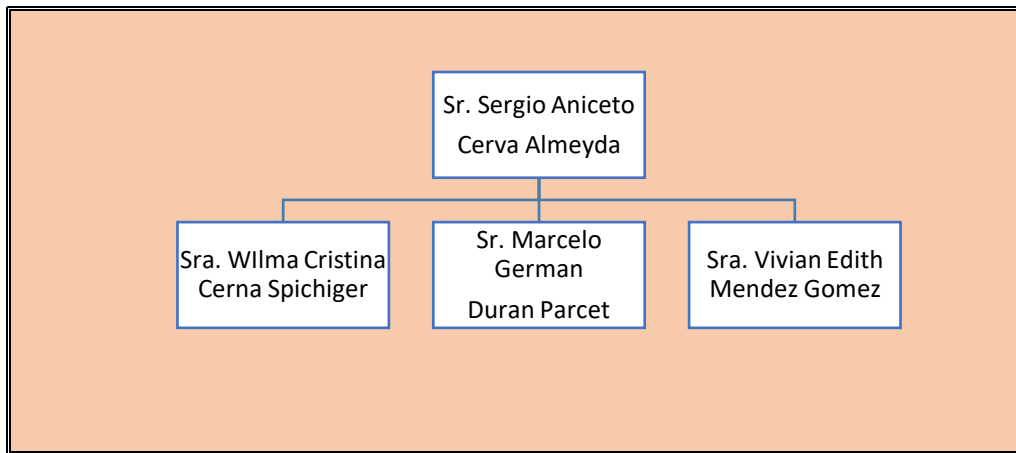 Sr. Sergio Aniceto
Cerva Almeyda
Sra. WIlma Cristina
Cerna Spichiger
Sr. Marcelo
German
Duran Parcet
Sra. Vivian Edith
Mendez Gomez